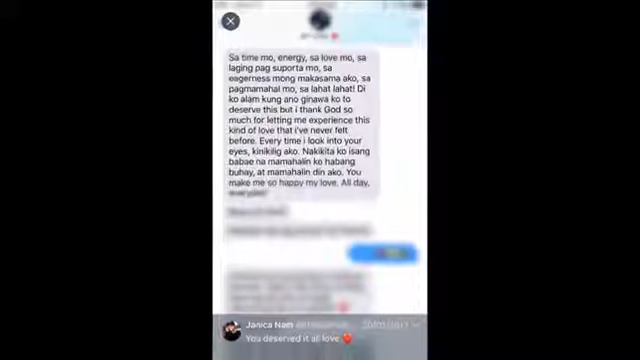 Sa time mo, energy, sa love mo, sa
laging pag suporta mo, sa
eagerness mong makasama ako, sa
pagmamahal mo, sa lahat lahat! Di
ko alam kung ano ginawa ko to
deserve this but i thank God so
much for letting me experience this
kind of love that i've never felt
before. Every time i look into your
eyes, kinikilig ako. Nakikita ko isang
babae na mamahalin ko habang
buhay, at mamahalin din ako. You
make me so happy my love. All day,
everyday!
Janica Nam
You deserved it all love